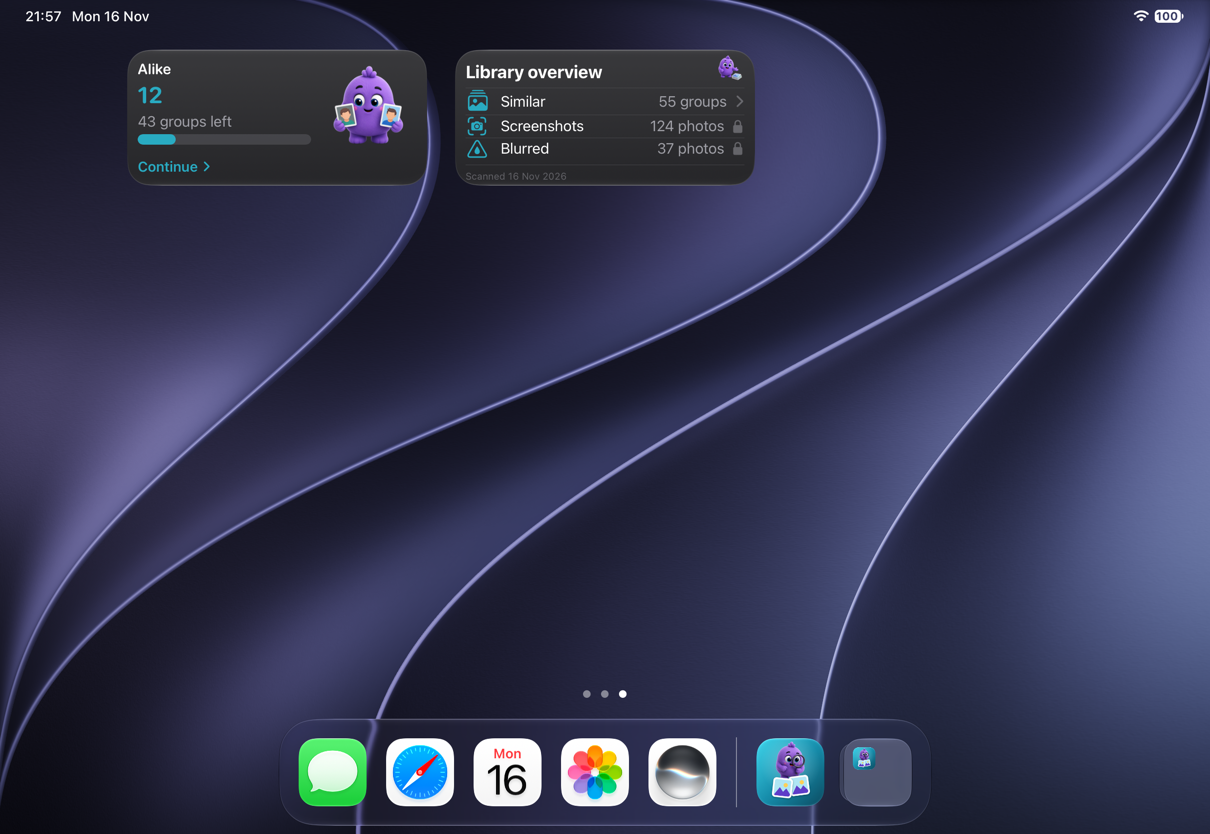 21:57 Mon 16 Nov
100
Alike
12
43 groups left
Continue
Library overview
Similar 55 groups
Screenshots 124 photos
Blurred 37 photos
Scanned 16 Nov 2026
Mon
16